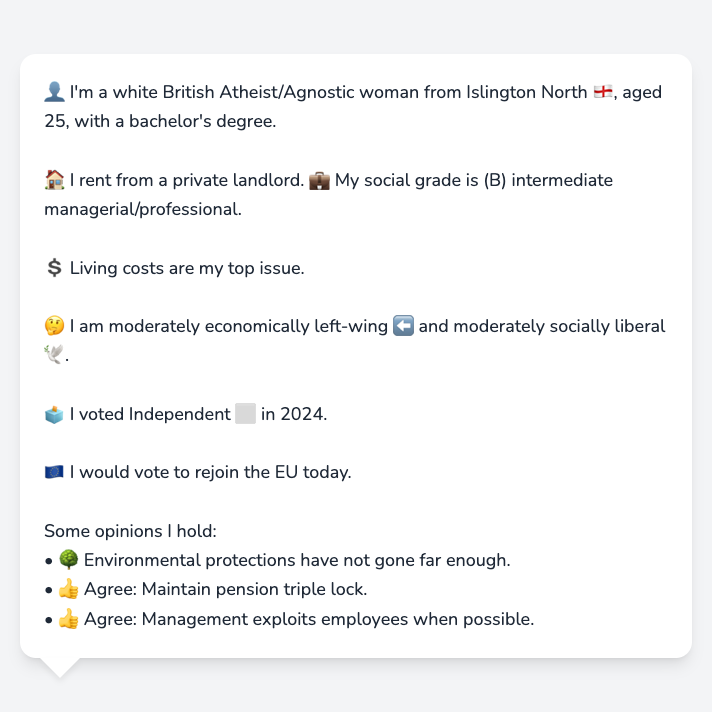 👤 I'm a white British Atheist/Agnostic woman from Islington North 🏴󠁧󠁢󠁥󠁮󠁧󠁿, aged
25, with a bachelor's degree.
🏠 I rent from a private landlord. 💼 My social grade is (B) intermediate
managerial/professional.
💲 Living costs are my top issue.
🤔 I am moderately economically left-wing ⬅️ and moderately socially liberal
🕊️.
🗳️ I voted Independent ⬜ in 2024.
🇪🇺 I would vote to rejoin the EU today.
Some opinions I hold:
• 🌳 Environmental protections have not gone far enough.
• 👍 Agree: Maintain pension triple lock.
• 👍 Agree: Management exploits employees when possible.